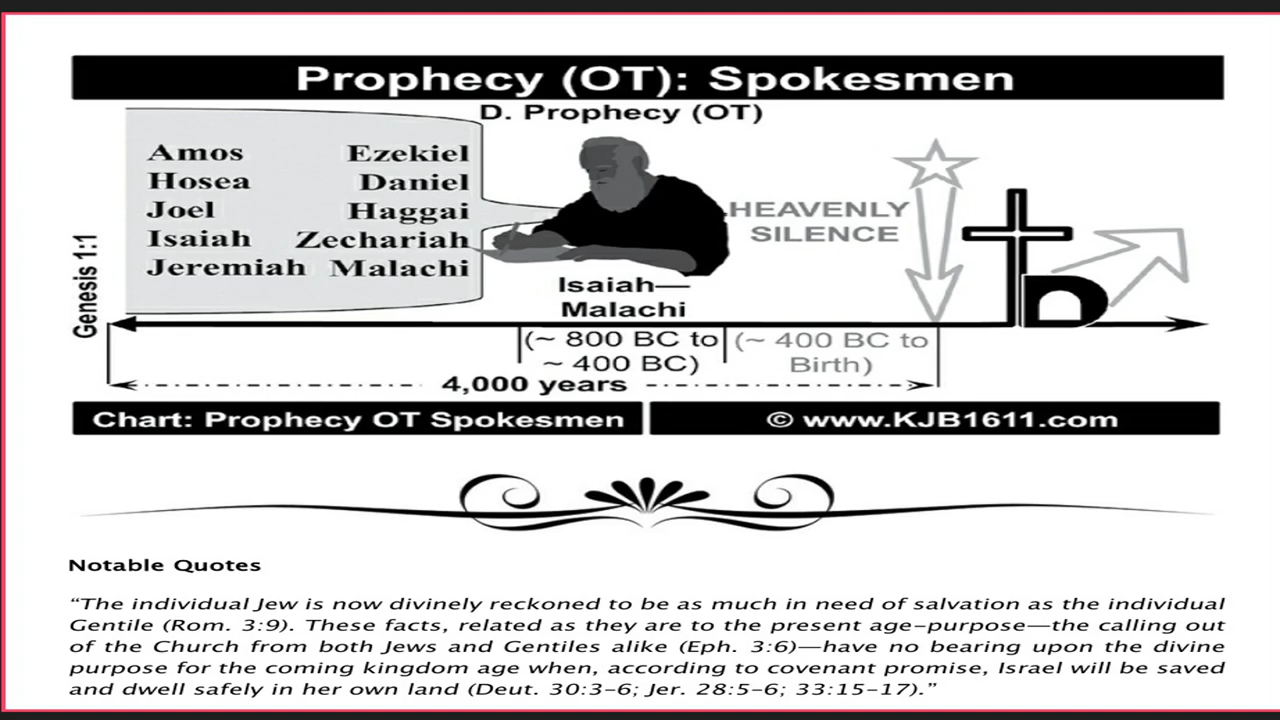 Prophecy (OT): Spokesmen
D. Prophecy (OT)
Amos Ezekiel
Hosea Daniel
Joel Haggai
Isaiah Zechariah
Jeremiah Malachi
Genesis 1:1
Isaiah—
Malachi
HEAVENLY
SILENCE
(~ 800 BC to
~ 400 BC)
(~ 400 BC to
Birth)
4,000 years
Chart: Prophecy OT Spokesmen
© www.KJB1611.com
Notable Quotes
“The individual Jew is now divinely reckoned to be as much in need of salvation as the individual
Gentile (Rom. 3:9). These facts, related as they are to the present age–purpose—the calling out
of the Church from both Jews and Gentiles alike (Eph. 3:6)—have no bearing upon the divine
purpose for the coming kingdom age when, according to covenant promise, Israel will be saved
and dwell safely in her own land (Deut. 30:3–6; Jer. 28:5–6; 33:15–17).”